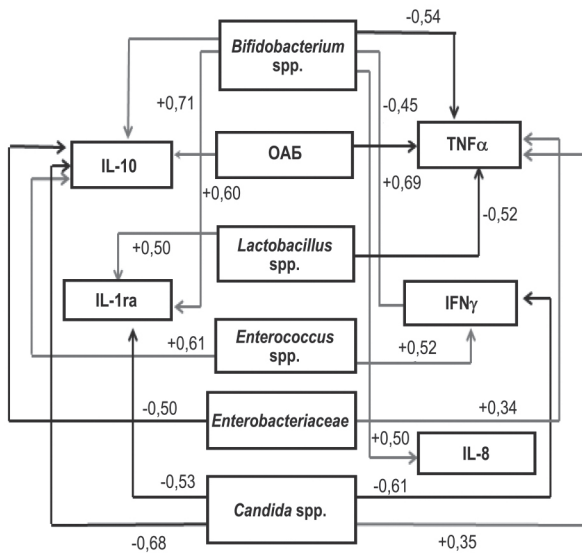 -0,54
Bifidobacterium
spp.
+0,71
-0,45
IL-10
ОАБ
TNFα
+0,60
+0,69
+0,50
Lactobacillus
spp.
-0,52
IL-1ra
IFNγ
+0,61
Enterococcus
spp.
+0,52
-0,50
Enterobacteriaceae
+0,34
+0,50
IL-8
-0,53
Candida spp.
-0,61
-0,68
+0,35